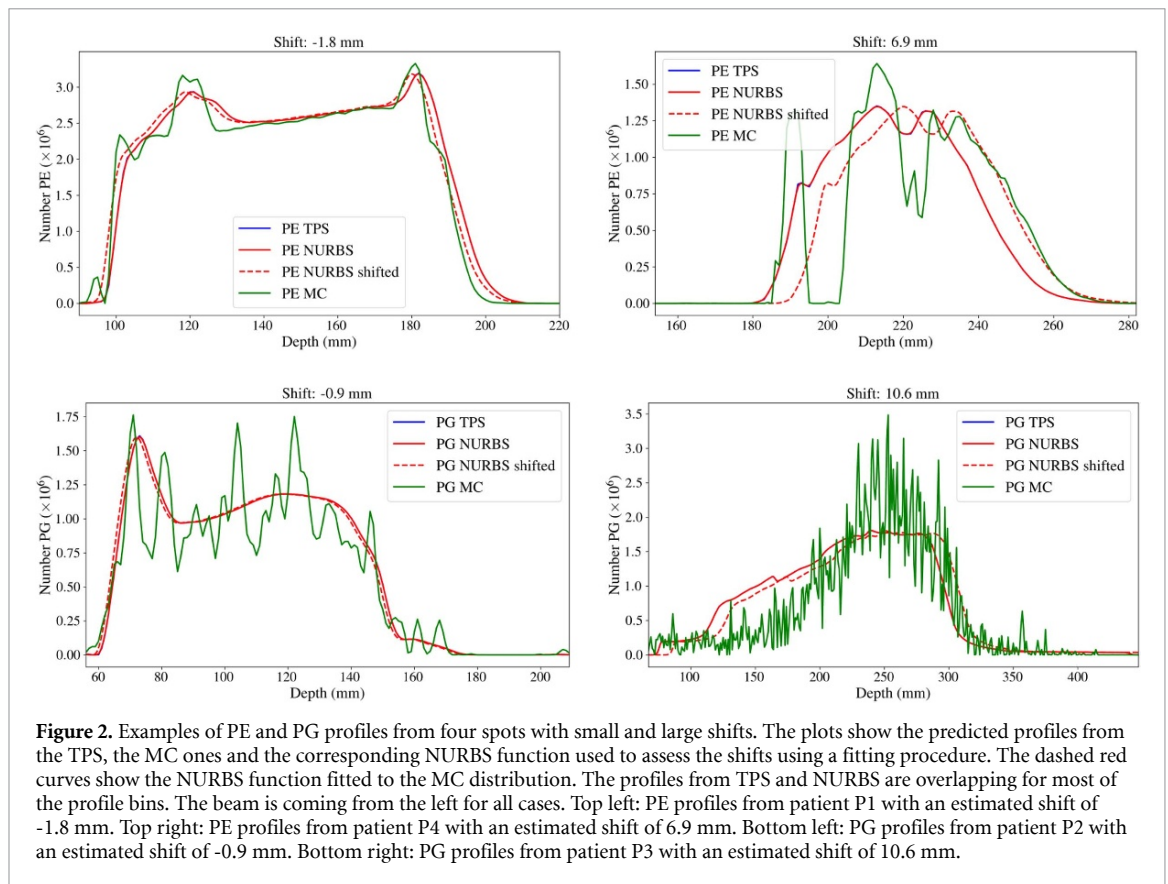 Shift: -1.8 mm
Number PE (×10⁶)
3.0
2.5
2.0
1.5
1.0
0.5
0.0
PE TPS
PE NURBS
PE NURBS shifted
PE MC
100 120 140 160 180 200 220
Depth (mm)
Shift: 6.9 mm
Number PE (×10⁶)
1.50
1.25
1.00
0.75
0.50
0.25
0.00
PE TPS
PE NURBS
PE NURBS shifted
PE MC
160 180 200 220 240 260 280
Depth (mm)
Shift: -0.9 mm
Number PG (×10⁶)
1.75
1.50
1.25
1.00
0.75
0.50
0.25
0.00
PG TPS
PG NURBS
PG NURBS shifted
PG MC
60 80 100 120 140 160 180 200
Depth (mm)
Shift: 10.6 mm
Number PG (×10⁶)
3.5
3.0
2.5
2.0
1.5
1.0
0.5
0.0
PG TPS
PG NURBS
PG NURBS shifted
PG MC
100 150 200 250 300 350 400
Depth (mm)
Figure 2. Examples of PE and PG profiles from four spots with small and large shifts. The plots show the predicted profiles from
the TPS, the MC ones and the corresponding NURBS function used to assess the shifts using a fitting procedure. The dashed red
curves show the NURBS function fitted to the MC distribution. The profiles from TPS and NURBS are overlapping for most of
the profile bins. The beam is coming from the left for all cases. Top left: PE profiles from patient P1 with an estimated shift of
-1.8 mm. Top right: PE profiles from patient P4 with an estimated shift of 6.9 mm. Bottom left: PG profiles from patient P2 with
an estimated shift of -0.9 mm. Bottom right: PG profiles from patient P3 with an estimated shift of 10.6 mm.